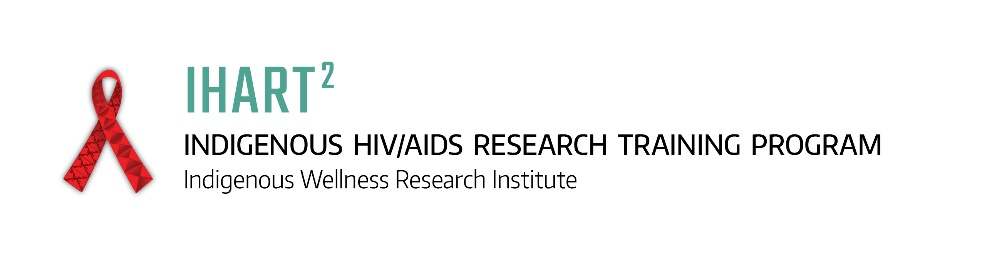 IHART²
INDIGENOUS HIV/AIDS RESEARCH TRAINING PROGRAM
Indigenous Wellness Research Institute